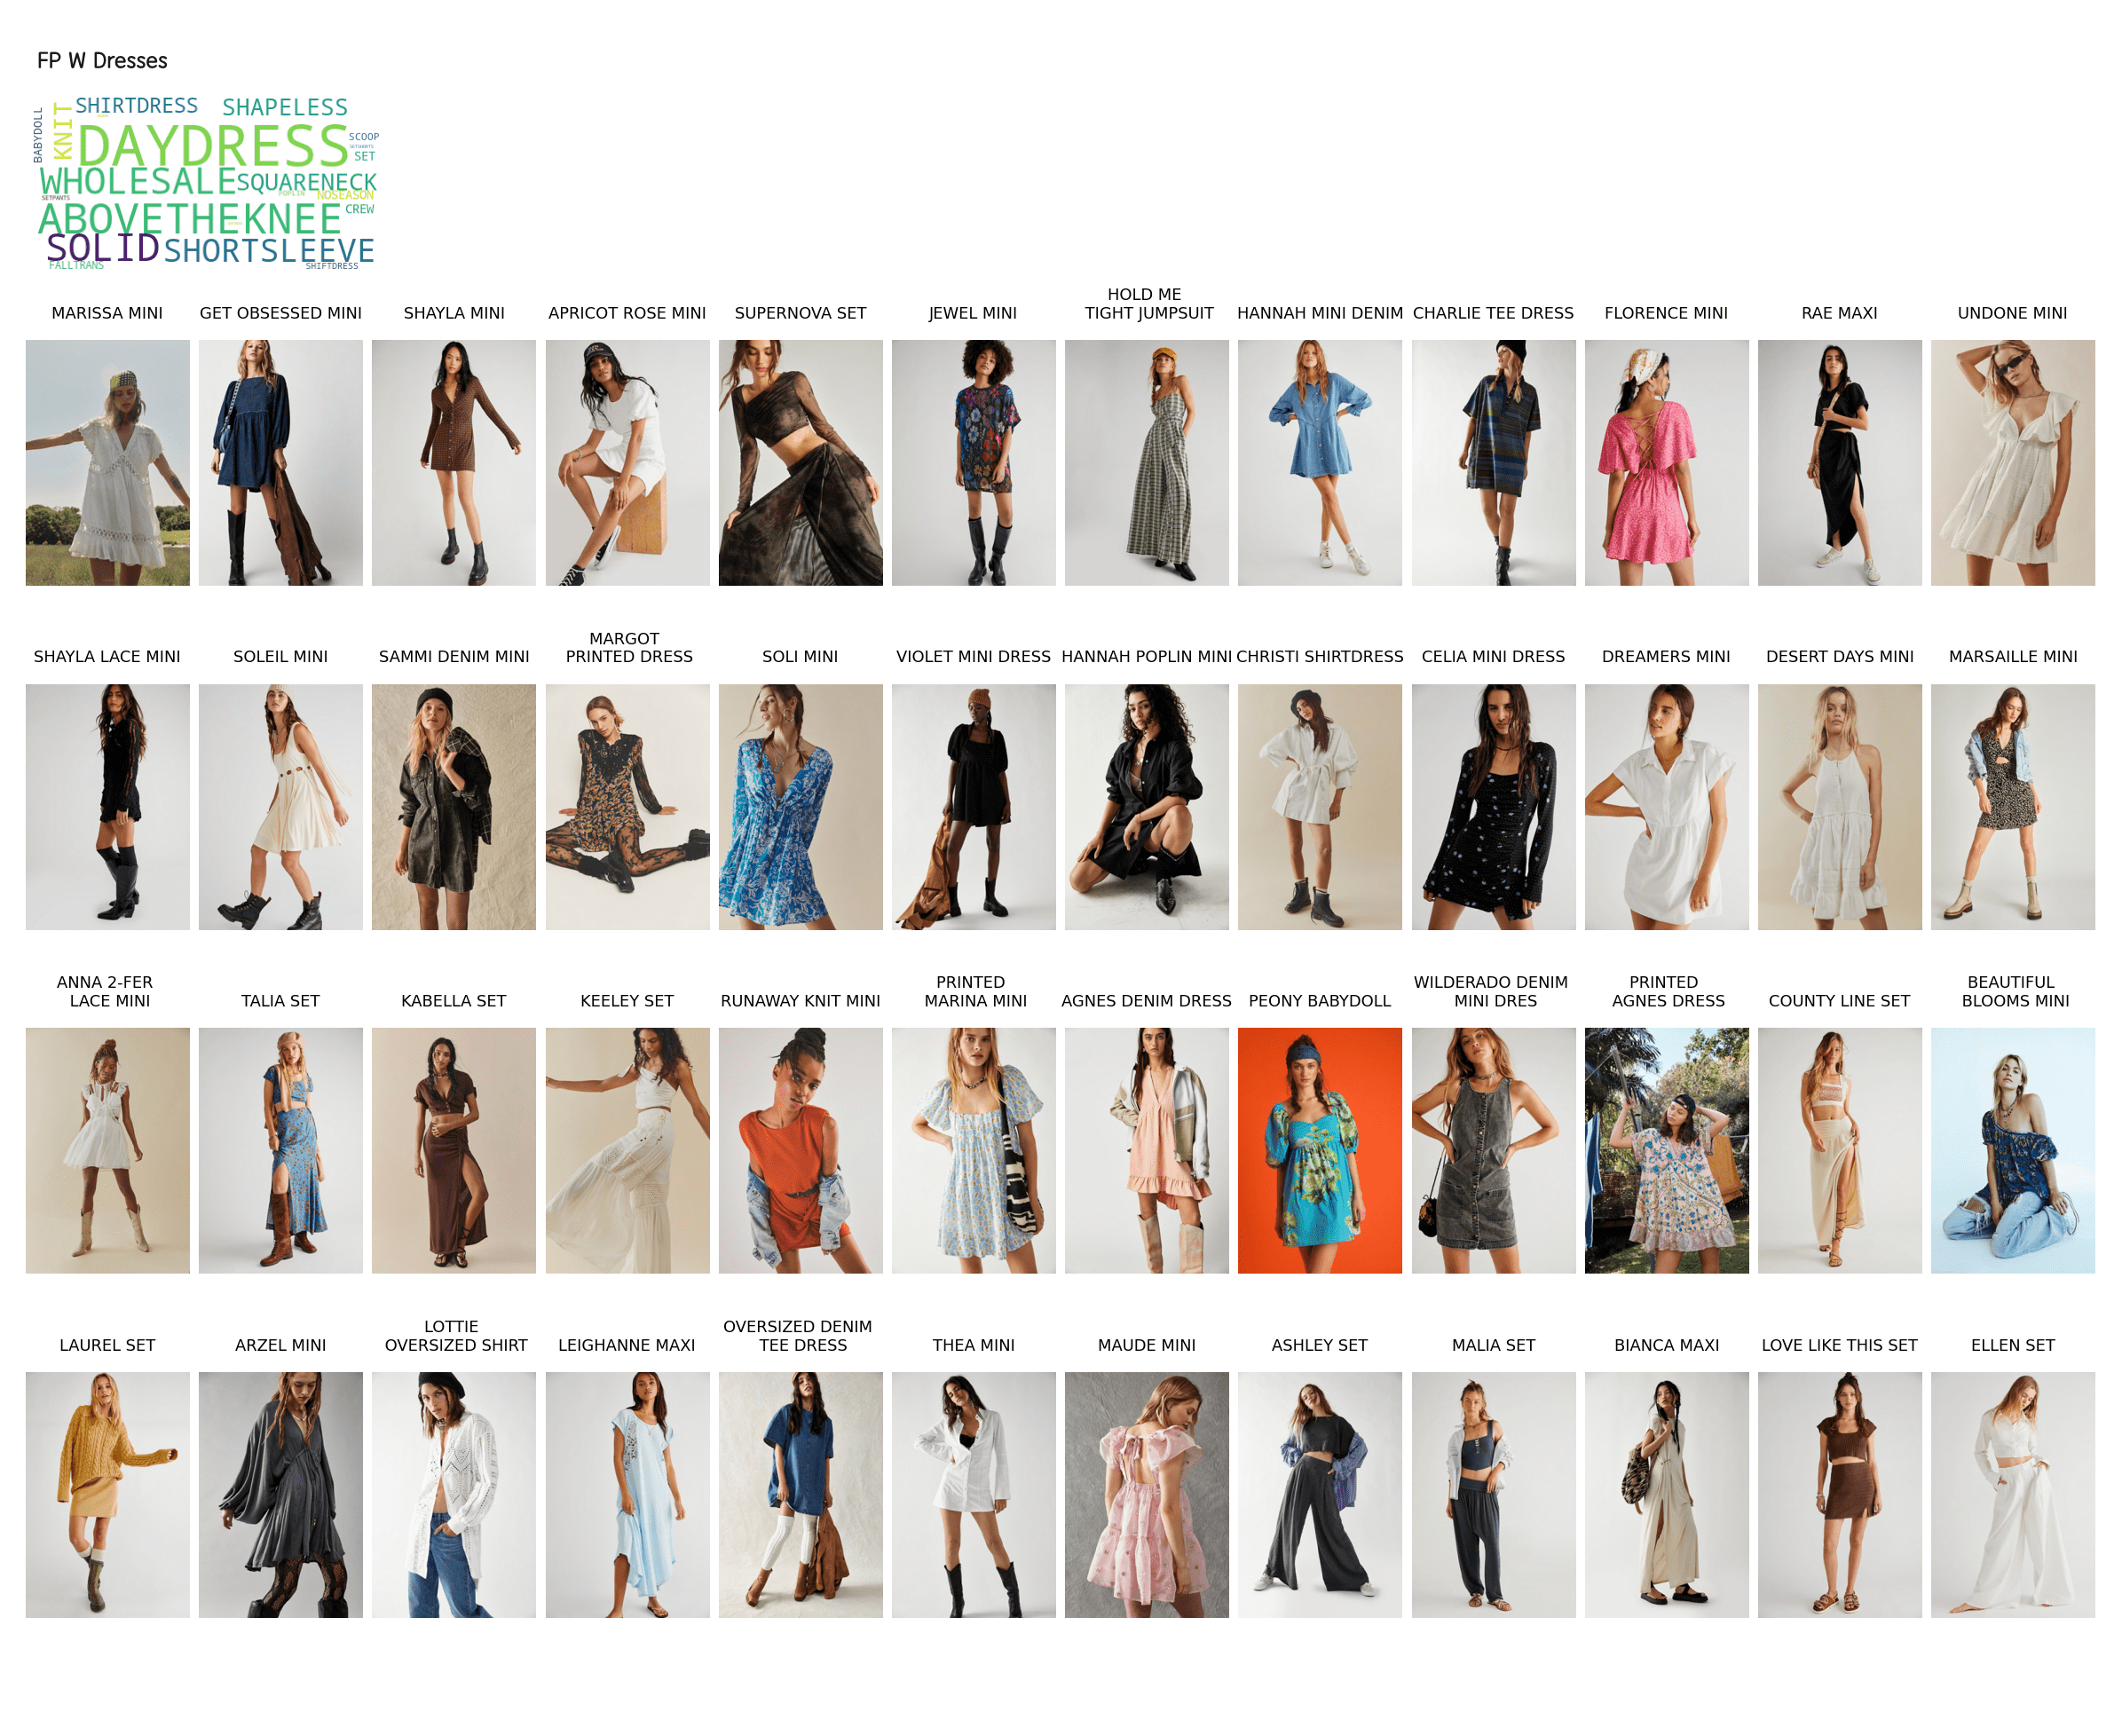 FP W Dresses
SHIRTDRESS
SHAPELESS
BABYDOLL
KNIT
DAYDRESS
SCOOP
SET
WHOLESALE
SQUARENECK
POPLIN
NOSEASON
SETPANTS
ABOVETHEKNEE
CREW
SOLID
SHORTSLEEVE
FALLTRANS
SHIFTDRESS
MARISSA MINI
GET OBSESSED MINI
SHAYLA MINI
APRICOT ROSE MINI
SUPERNOVA SET
JEWEL MINI
HOLD ME
TIGHT JUMPSUIT
HANNAH MINI DENIM
CHARLIE TEE DRESS
FLORENCE MINI
RAE MAXI
UNDONE MINI
SHAYLA LACE MINI
SOLEIL MINI
SAMMI DENIM MINI
MARGOT
PRINTED DRESS
SOLI MINI
VIOLET MINI DRESS
HANNAH POPLIN MINI
CHRISTI SHIRTDRESS
CELIA MINI DRESS
DREAMERS MINI
DESERT DAYS MINI
MARSAILLE MINI
ANNA 2-FER
LACE MINI
TALIA SET
KABELLA SET
KEELEY SET
RUNAWAY KNIT MINI
PRINTED
MARINA MINI
AGNES DENIM DRESS
PEONY BABYDOLL
WILDERADO DENIM
MINI DRES
PRINTED
AGNES DRESS
COUNTY LINE SET
BEAUTIFUL
BLOOMS MINI
LAUREL SET
ARZEL MINI
LOTTIE
OVERSIZED SHIRT
LEIGHANNE MAXI
OVERSIZED DENIM
TEE DRESS
THEA MINI
MAUDE MINI
ASHLEY SET
MALIA SET
BIANCA MAXI
LOVE LIKE THIS SET
ELLEN SET